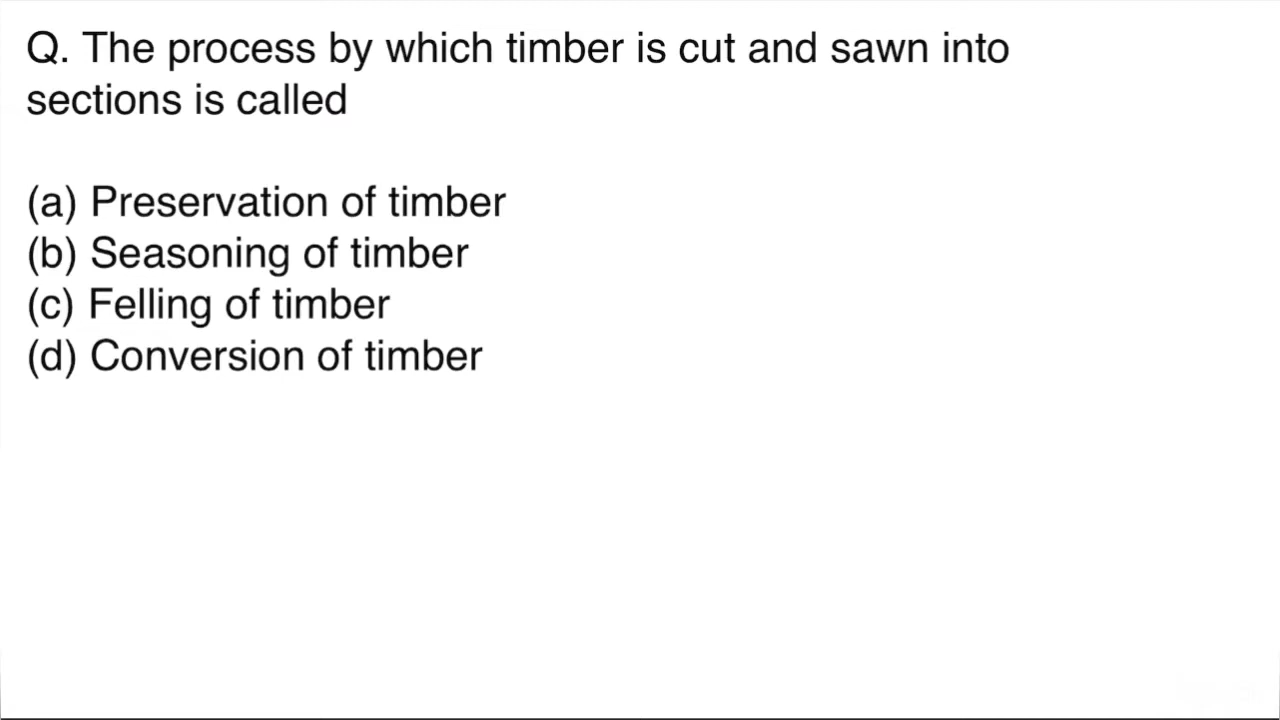 Q. The process by which timber is cut and sawn into
sections is called
(a) Preservation of timber
(b) Seasoning of timber
(c) Felling of timber
(d) Conversion of timber